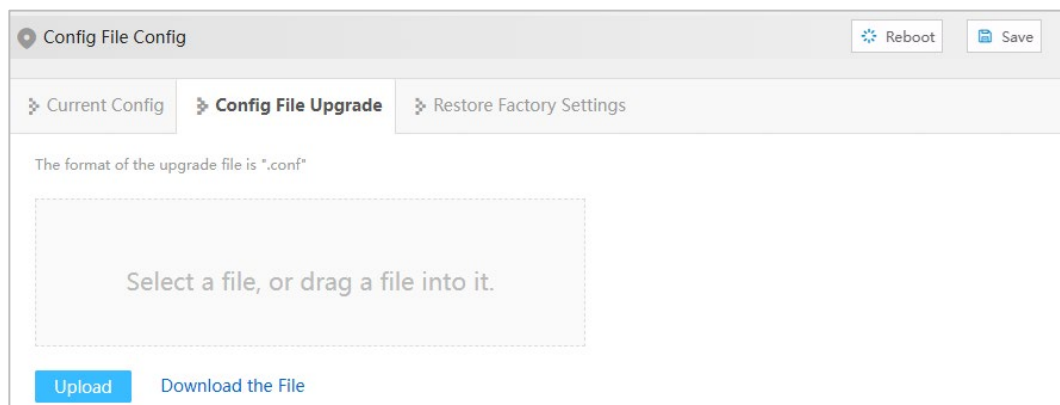 Config File Config
Reboot
Save
Current Config
Config File Upgrade
Restore Factory Settings
The format of the upgrade file is ".conf"
Select a file, or drag a file into it.
Upload
Download the File